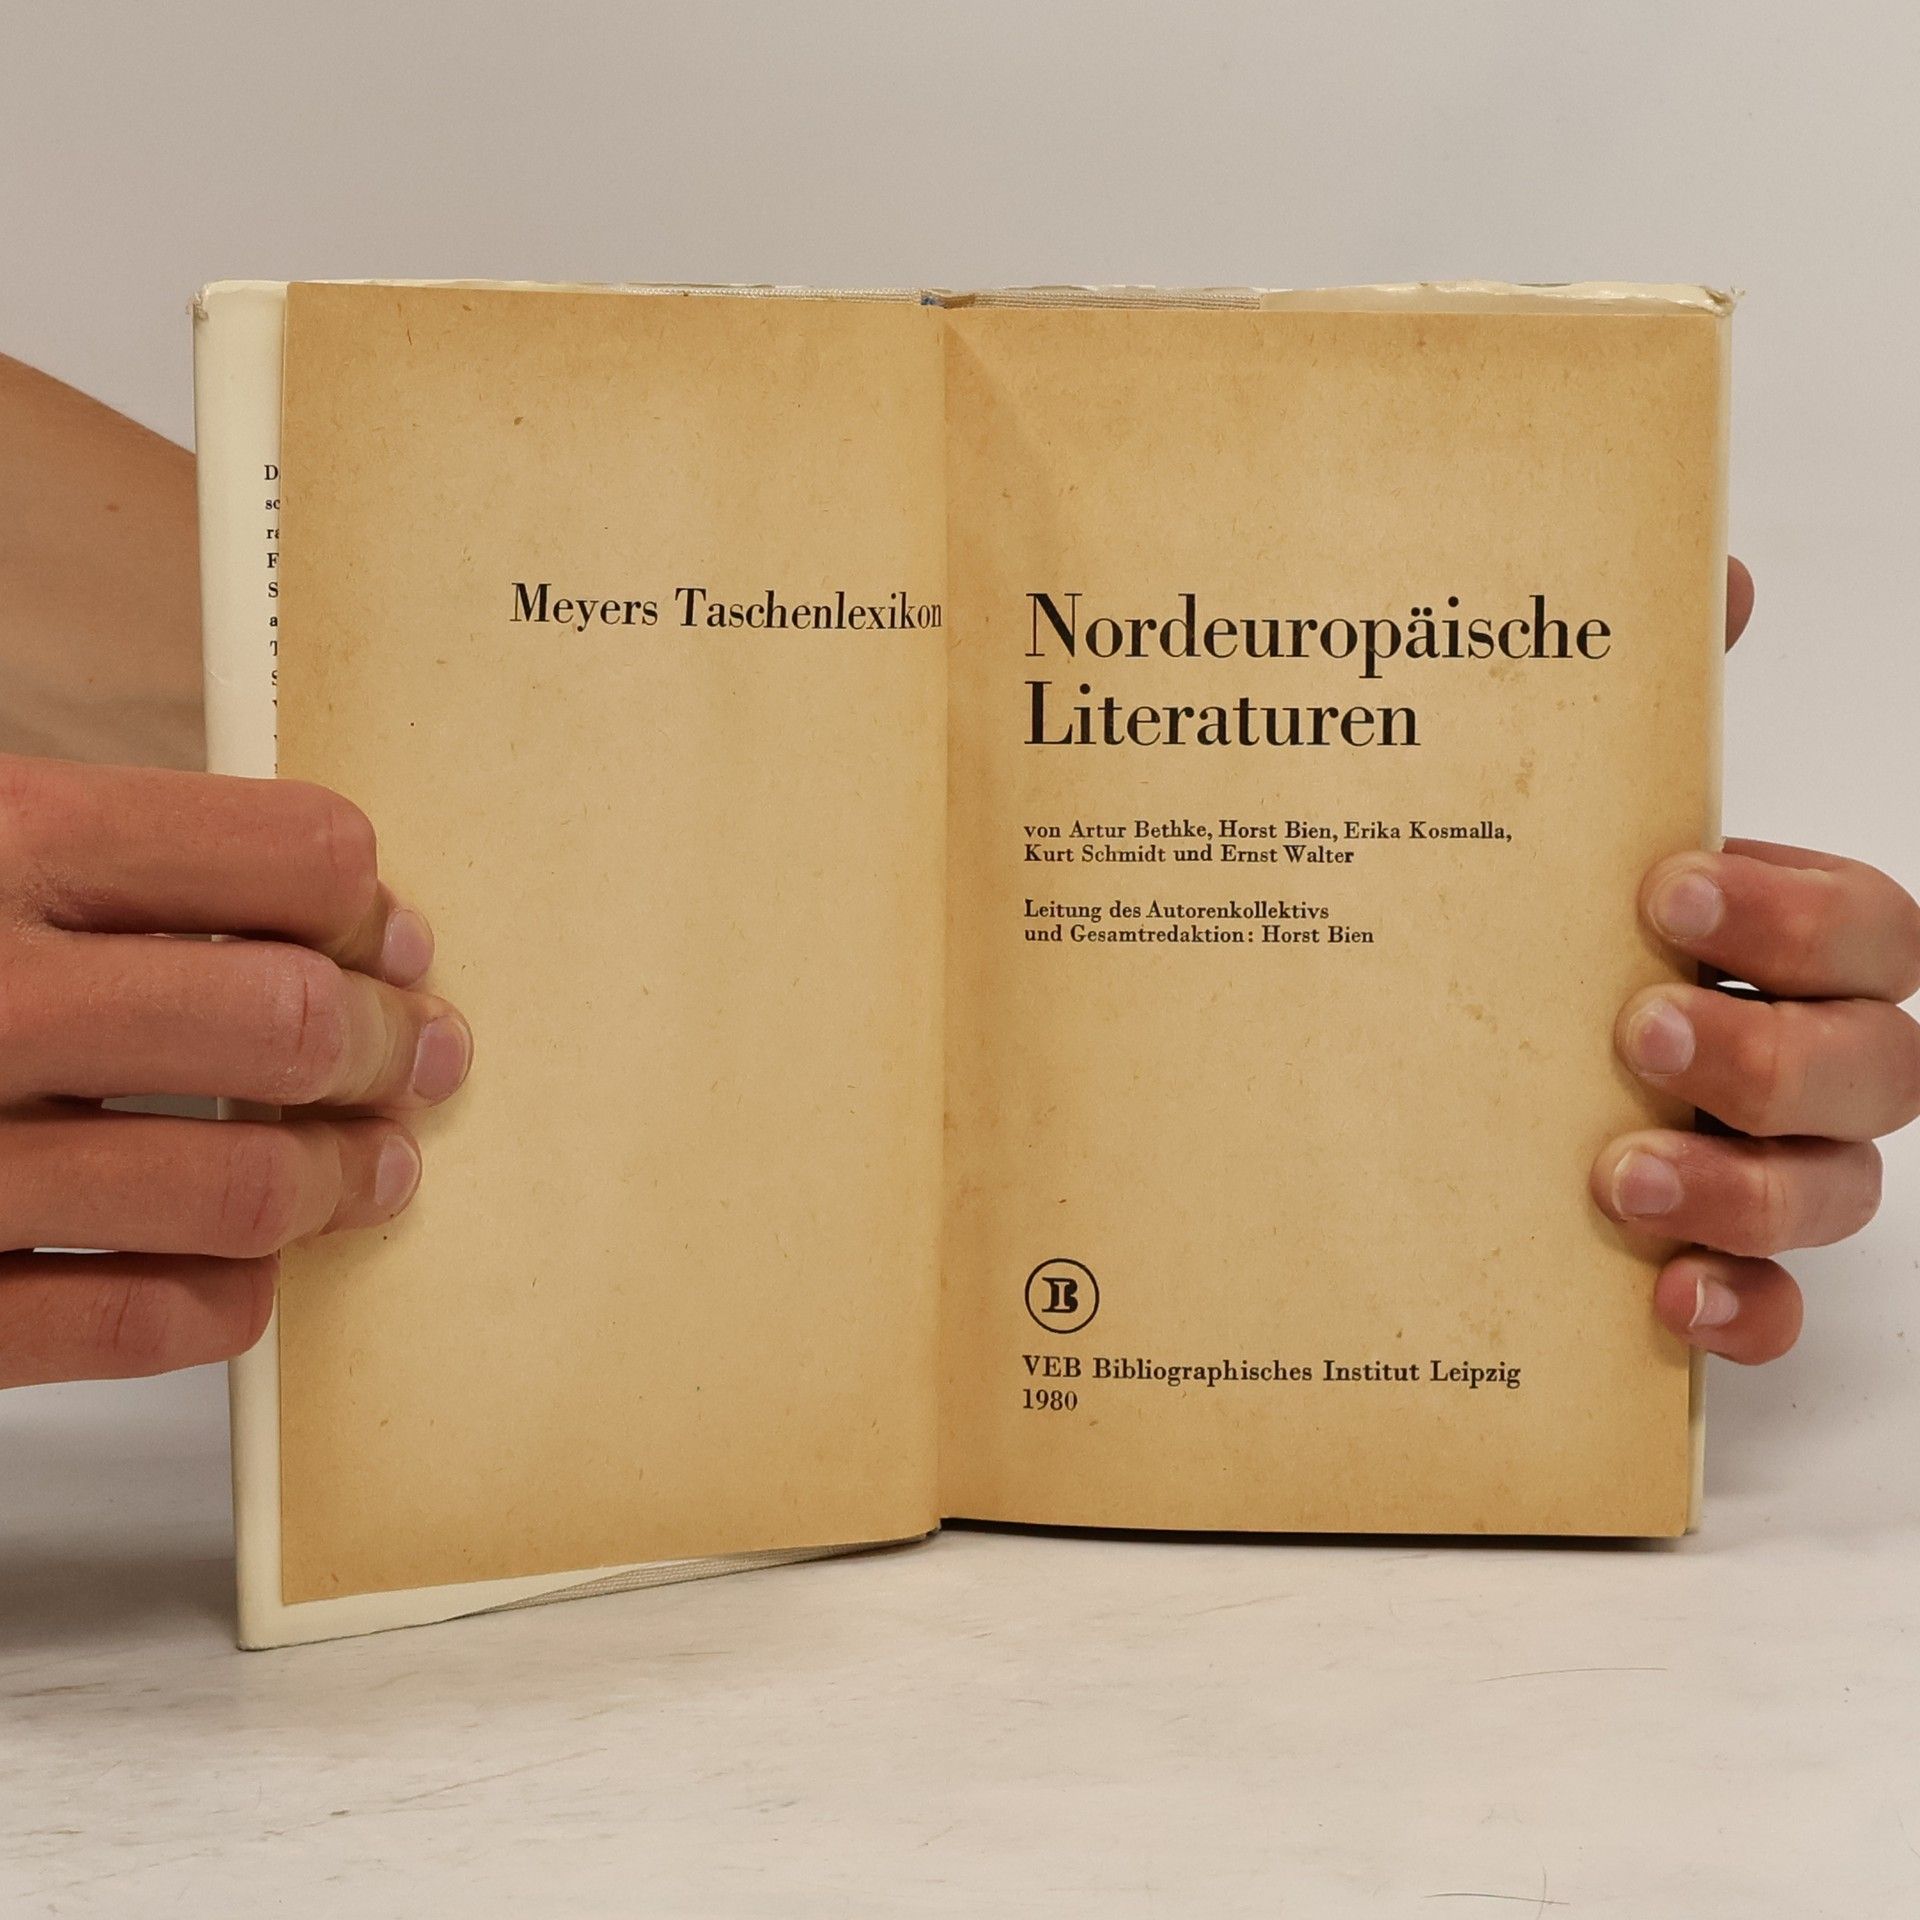 Meyers Taschenlexikon
Nordeuropäische
Literaturen
von Artur Bethke, Horst Bien, Erika Kosmalla,
Kurt Schmidt und Ernst Walter
Leitung des Autorenkollektivs
und Gesamtredaktion: Horst Bien
BI
VEB Bibliographisches Institut Leipzig
1980